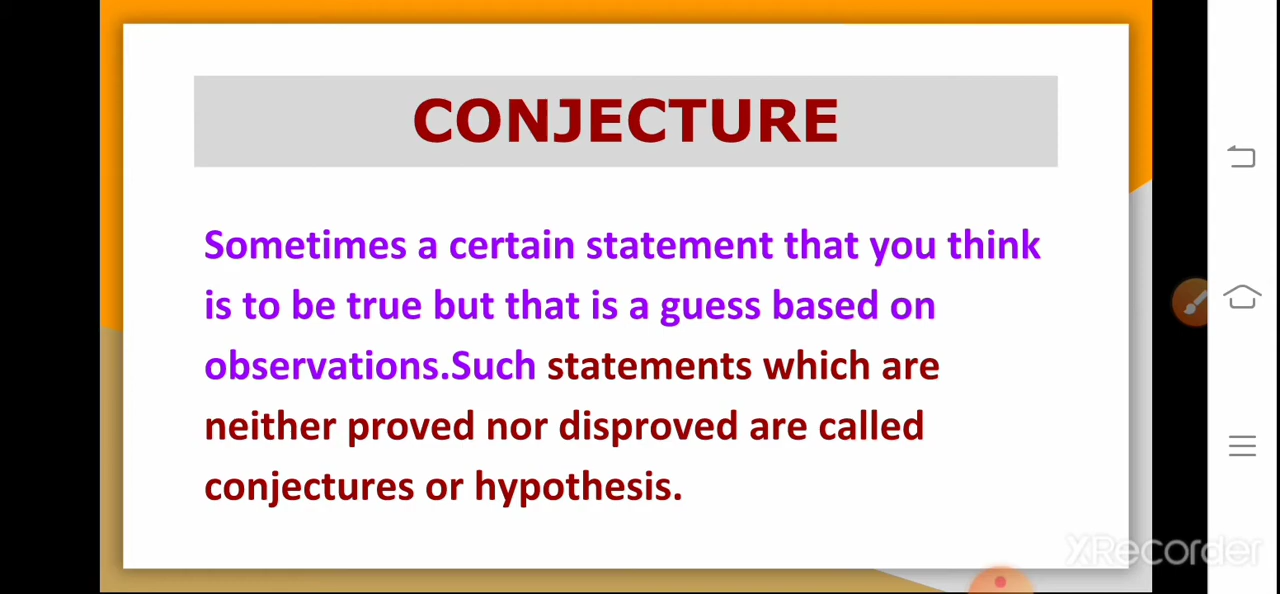 CONJECTURE
Sometimes a certain statement that you think
is to be true but that is a guess based on
observations.Such statements which are
neither proved nor disproved are called
conjectures or hypothesis.
XRecorder